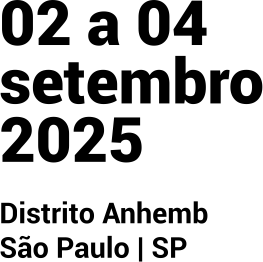 02 a 04
setembro
2025
Distrito Anhemb
São Paulo | SP